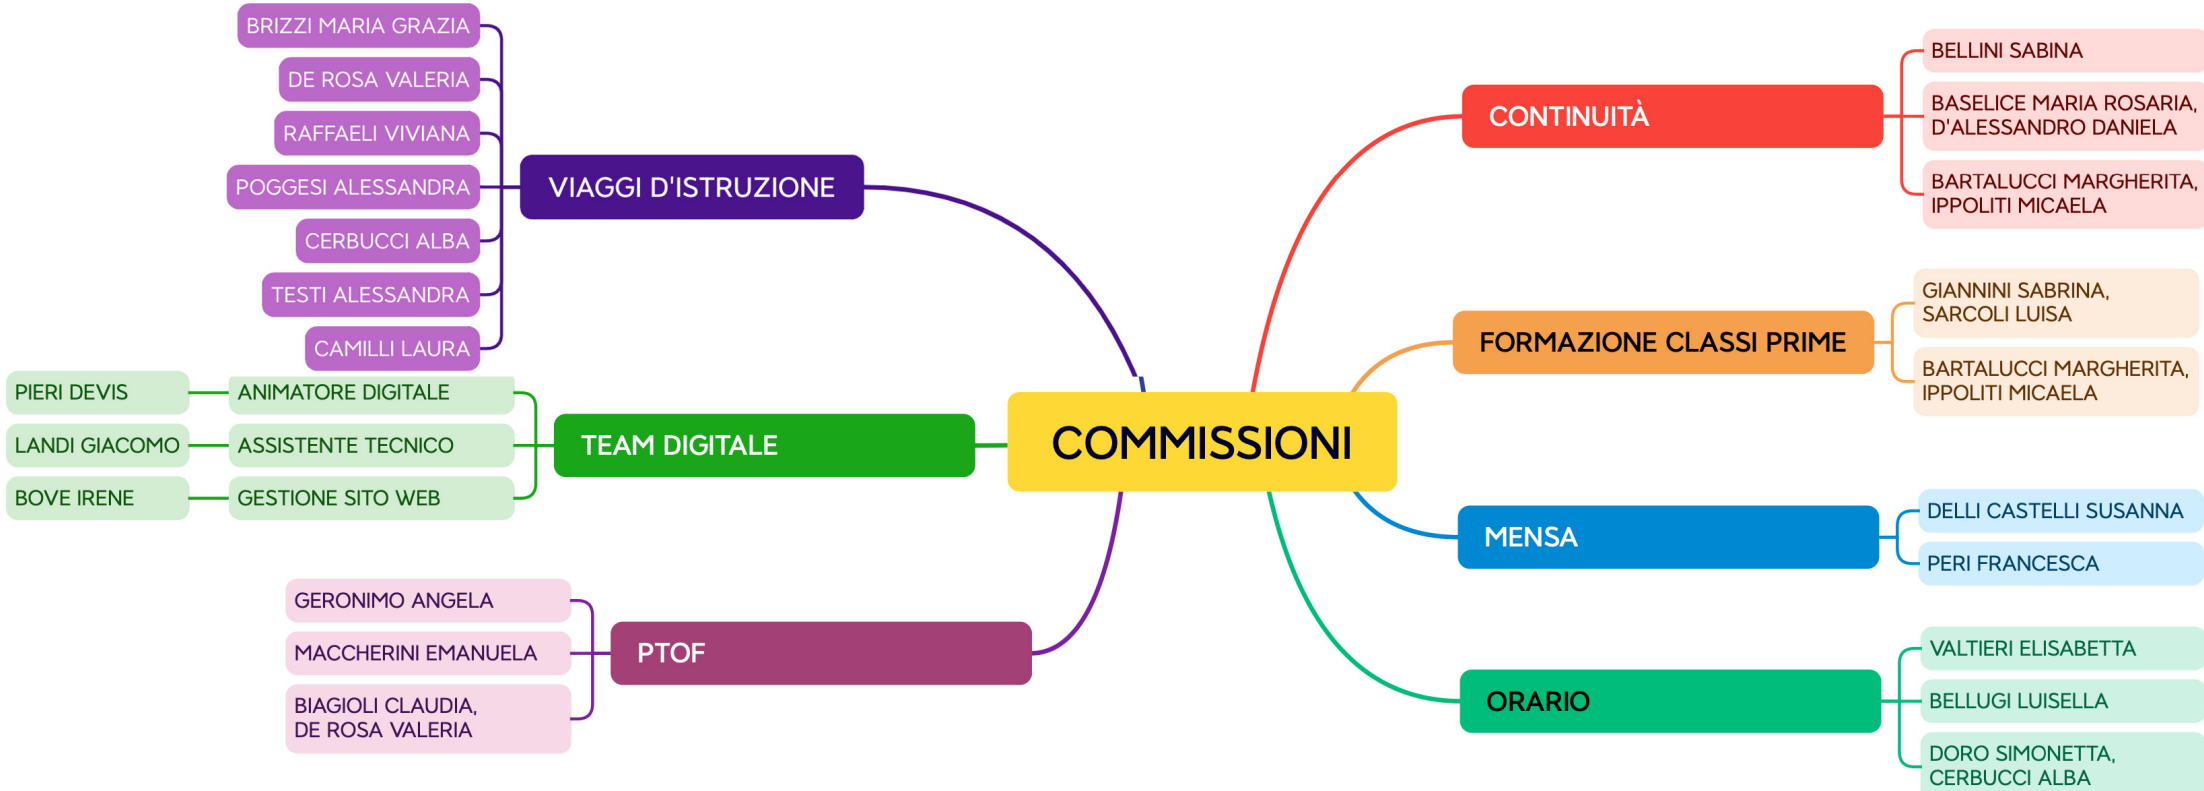 COMMISSIONI
VIAGGI D'ISTRUZIONE
BRIZZI MARIA GRAZIA
DE ROSA VALERIA
RAFFAELI VIVIANA
POGGESI ALESSANDRA
CERBUCCI ALBA
TESTI ALESSANDRA
CAMILLI LAURA
TEAM DIGITALE
ANIMATORE DIGITALE
PIERI DEVIS
ASSISTENTE TECNICO
LANDI GIACOMO
GESTIONE SITO WEB
BOVE IRENE
PTOF
GERONIMO ANGELA
MACCHERINI EMANUELA
BIAGIOLI CLAUDIA,
DE ROSA VALERIA
CONTINUITÀ
BELLINI SABINA
BASELICE MARIA ROSARIA,
D'ALESSANDRO DANIELA
BARTALUCCI MARGHERITA,
IPPOLITI MICAELA
FORMAZIONE CLASSI PRIME
GIANNINI SABRINA,
SARCOLI LUISA
BARTALUCCI MARGHERITA,
IPPOLITI MICAELA
MENSA
DELLI CASTELLI SUSANNA
PERI FRANCESCA
ORARIO
VALTIERI ELISABETTA
BELLUGI LUISELLA
DORO SIMONETTA,
CERBUCCI ALBA